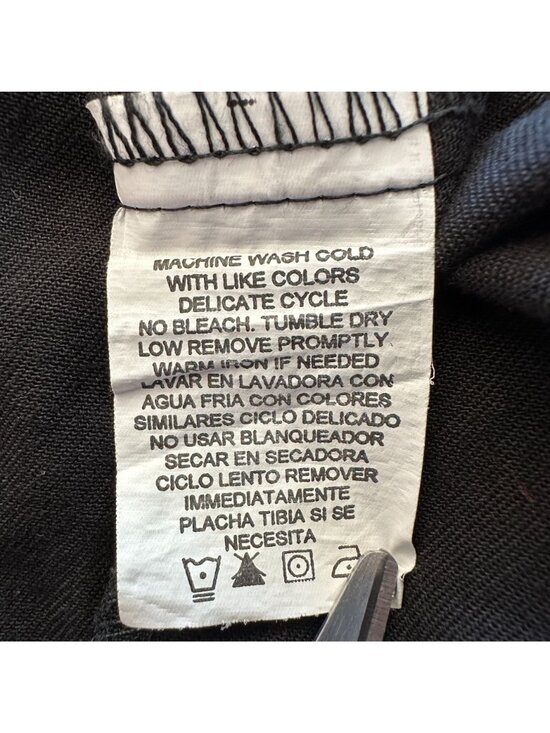 MACHINE WASH COLD
WITH LIKE COLORS
DELICATE CYCLE
NO BLEACH. TUMBLE DRY
LOW REMOVE PROMPTLY
WARM IRON IF NEEDED
LAVAR EN LAVADORA CON
AGUA FRIA CON COLORES
SIMILARES CICLO DELICADO
NO USAR BLANQUEADOR
SECAR EN SECADORA
CICLO LENTO REMOVER
IMMEDIATAMENTE
PLACHA TIBIA SI SE
NECESITA